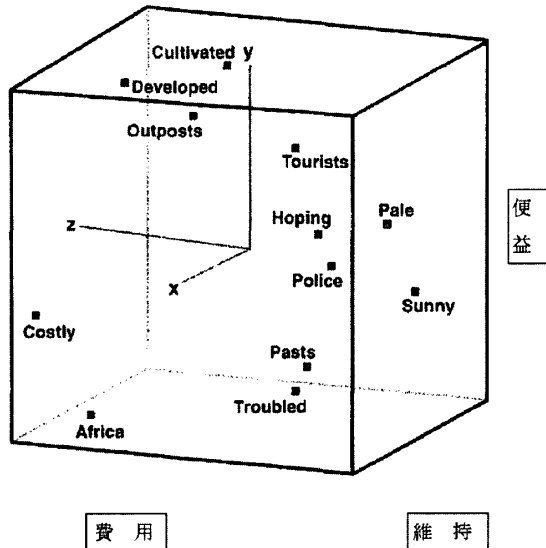 Cultivated
y
Developed
Outposts
Tourists
Hoping
Pale
z
Police
x
Sunny
Costly
Pasts
Troubled
Africa
便
益
費 用
維 持